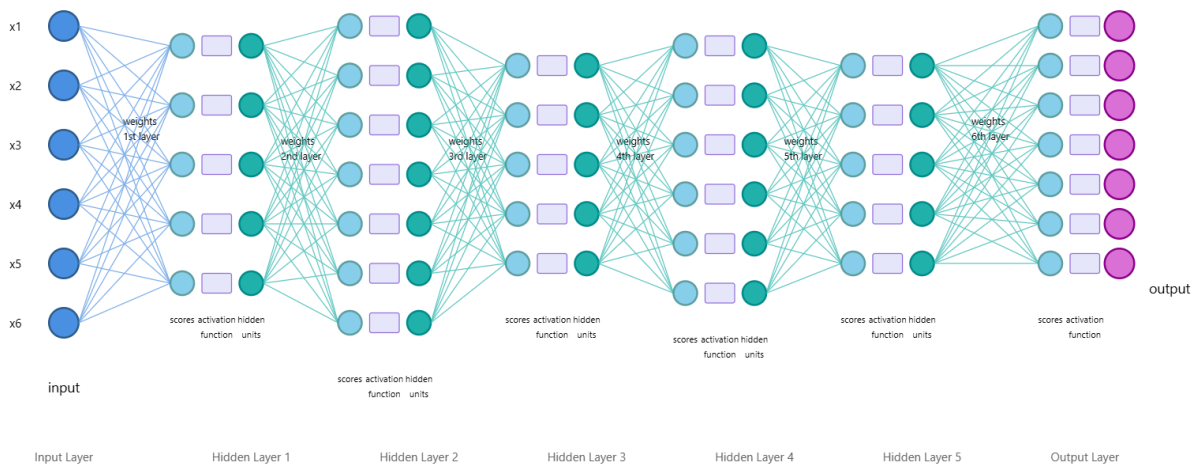 x1
x2
x3
x4
x5
x6
input
weights
1st layer
weights
2nd layer
weights
3rd layer
weights
4th layer
weights
5th layer
weights
6th layer
scores activation hidden
function units
scores activation hidden
function units
scores activation hidden
function units
scores activation hidden
function units
scores activation hidden
function units
scores activation
function
output
Input Layer
Hidden Layer 1
Hidden Layer 2
Hidden Layer 3
Hidden Layer 4
Hidden Layer 5
Output Layer